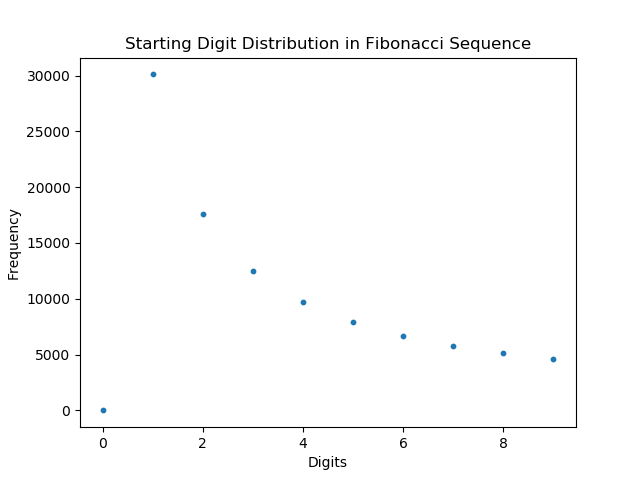 Starting Digit Distribution in Fibonacci Sequence
30000
25000
20000
15000
10000
5000
0
Frequency
0 2 4 6 8
Digits